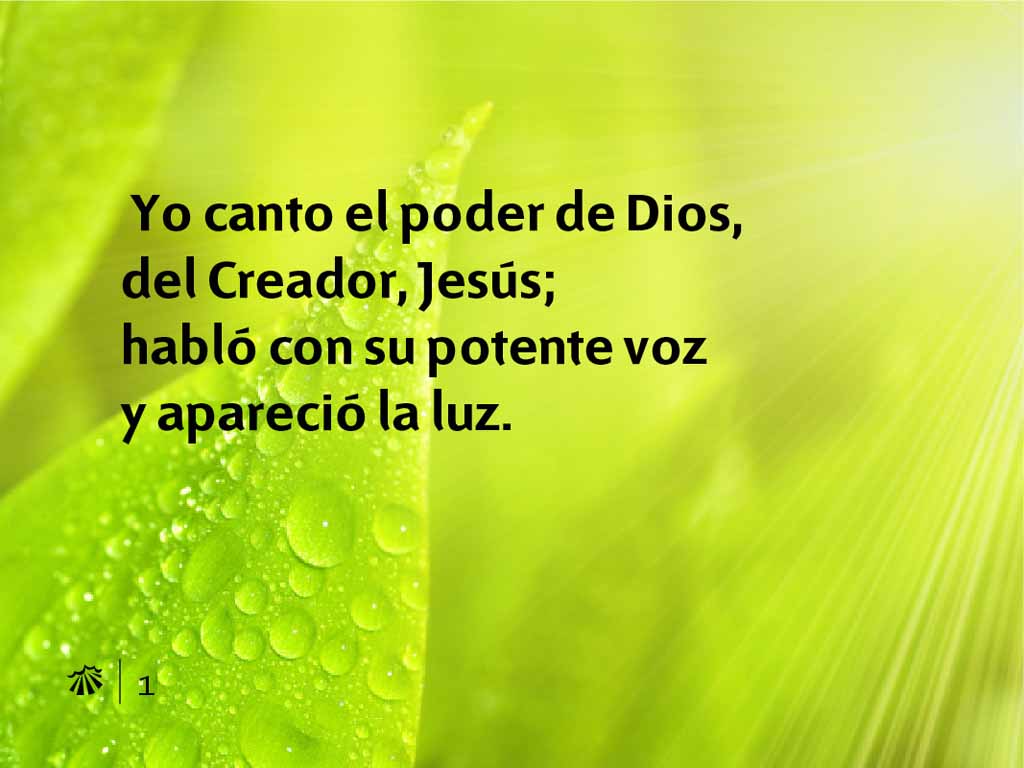 Yo canto el poder de Dios,
del Creador, Jesús;
habló con su potente voz
y apareció la luz.
1